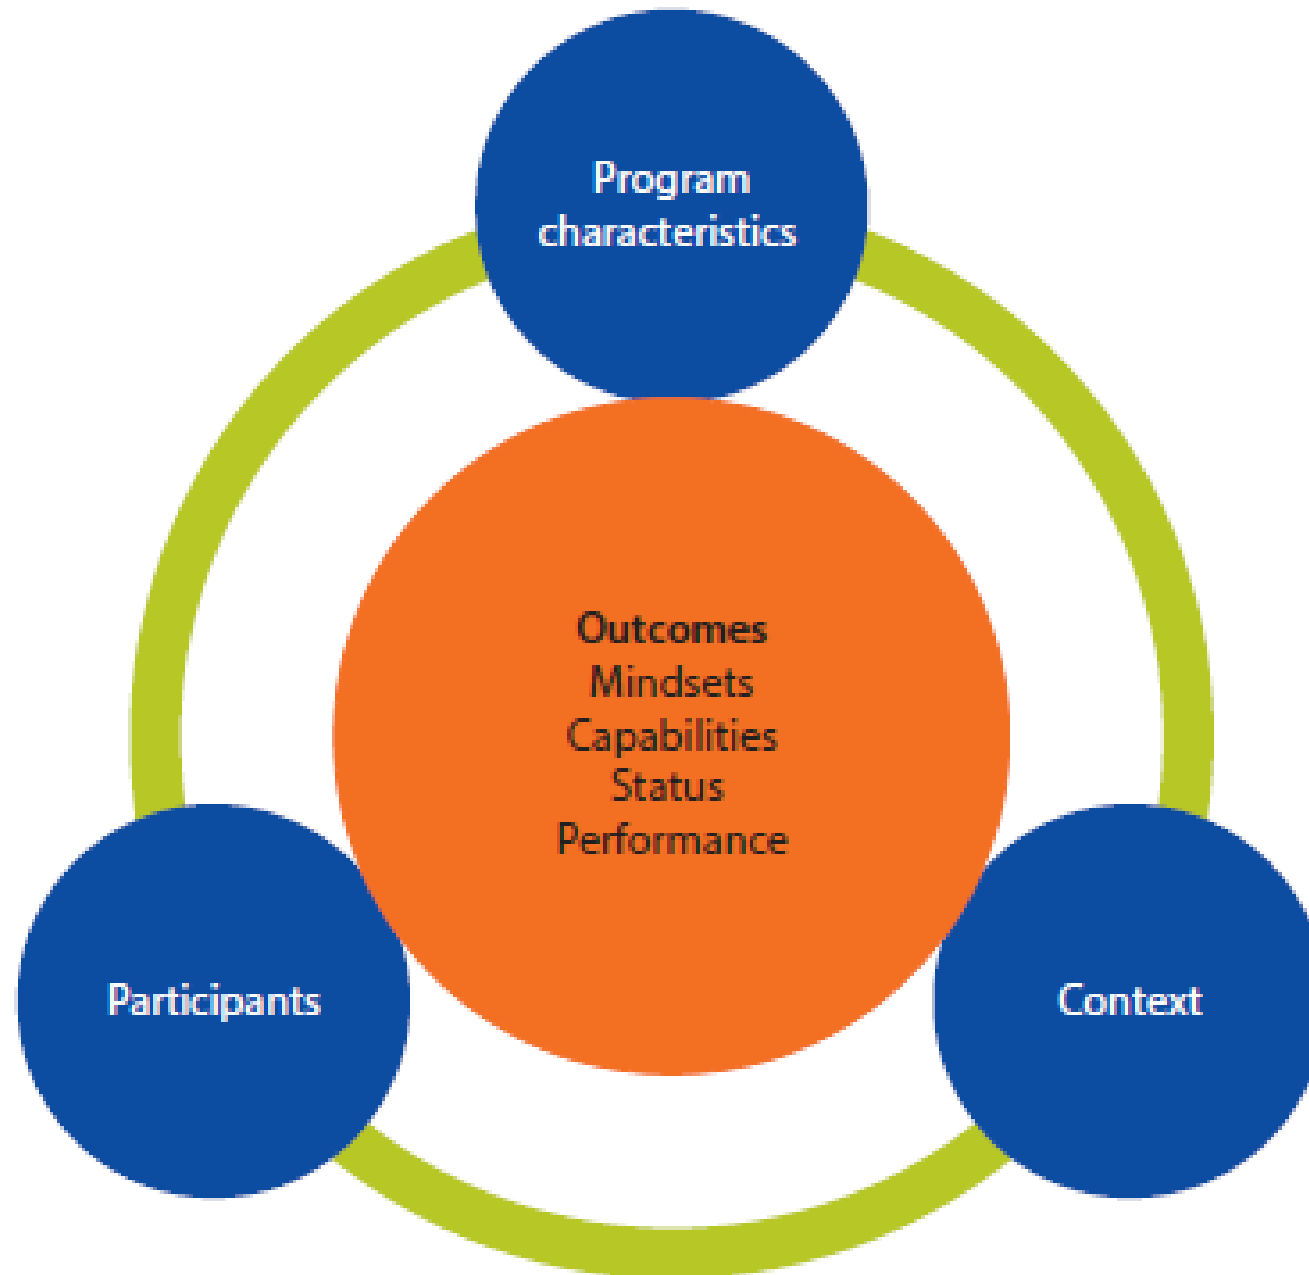 Program
characteristics
Outcomes
Mindsets
Capabilities
Status
Performance
Participants
Context